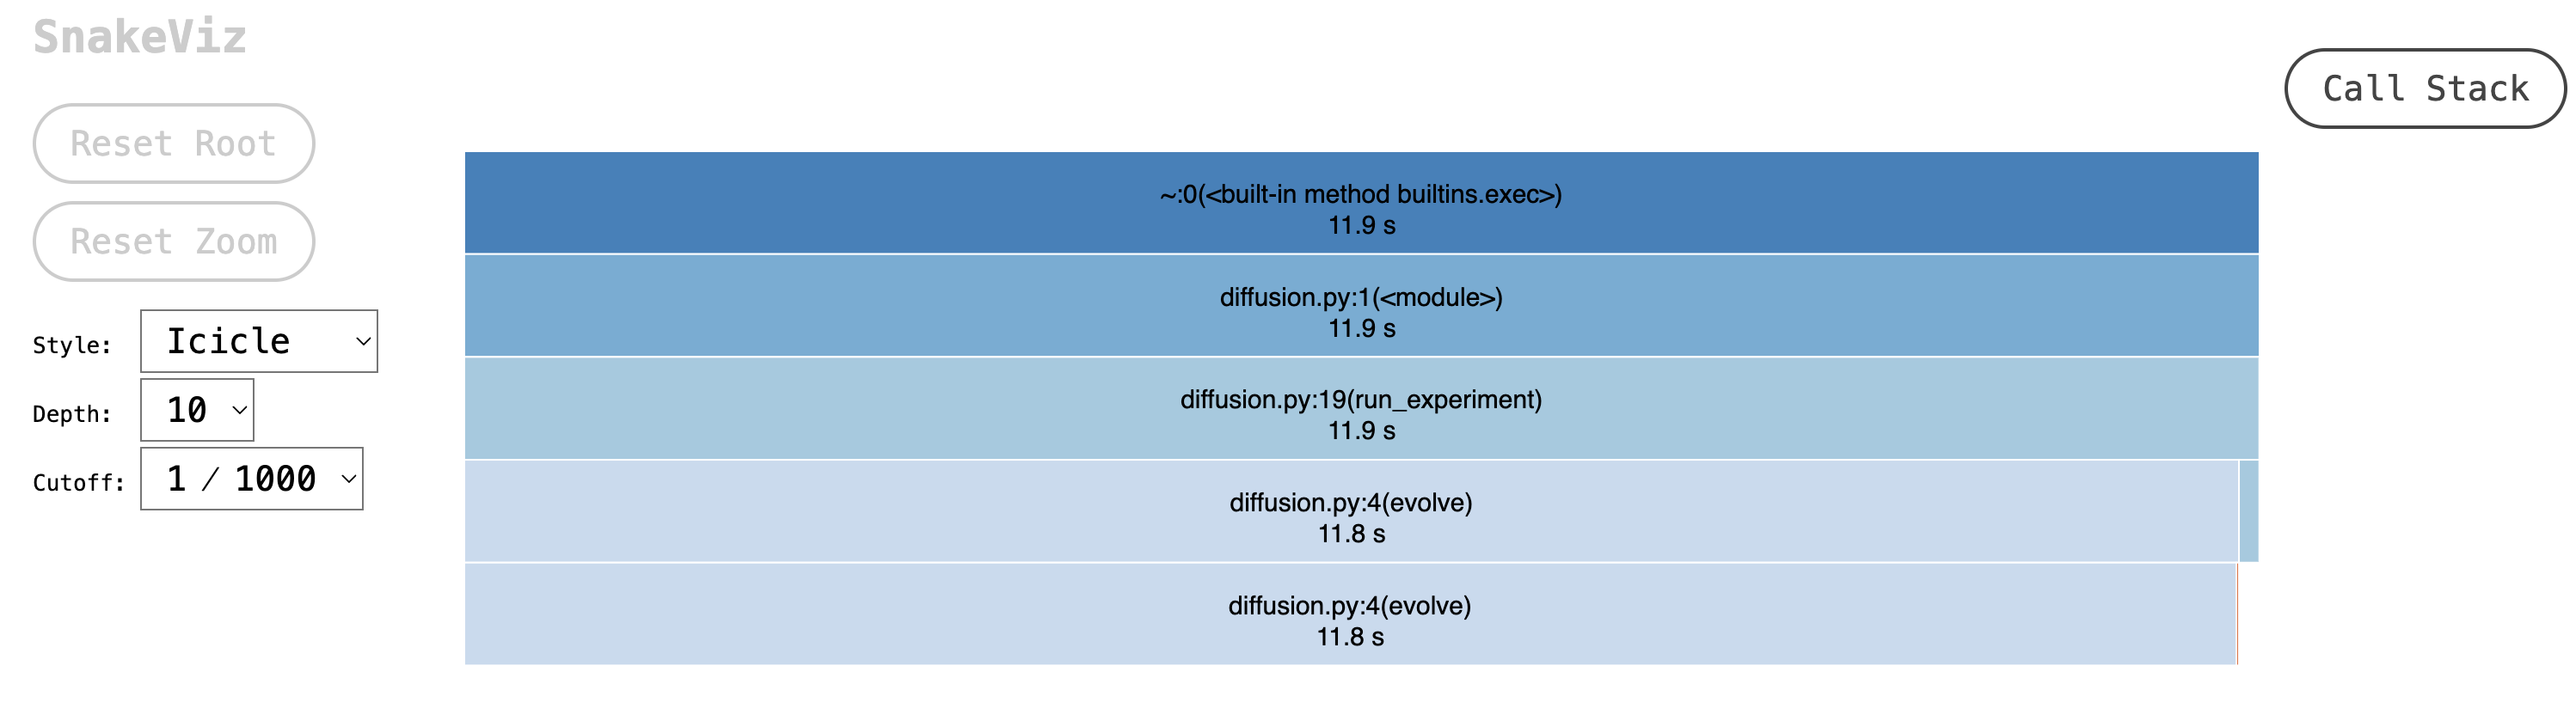 SnakeViz
Call Stack
Reset Root
Reset Zoom
Style: Icicle
Depth: 10
Cutoff: 1 / 1000
~:0(<built-in method builtins.exec>)
11.9 s
diffusion.py:1(<module>)
11.9 s
diffusion.py:19(run_experiment)
11.9 s
diffusion.py:4(evolve)
11.8 s
diffusion.py:4(evolve)
11.8 s